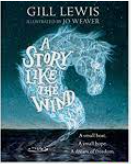 GILL LEWIS
ILLUSTRATED BY JO WEAVER
A STORY
LIKE THE
WIND
A small boat.
A small hope.
A dream of freedom.